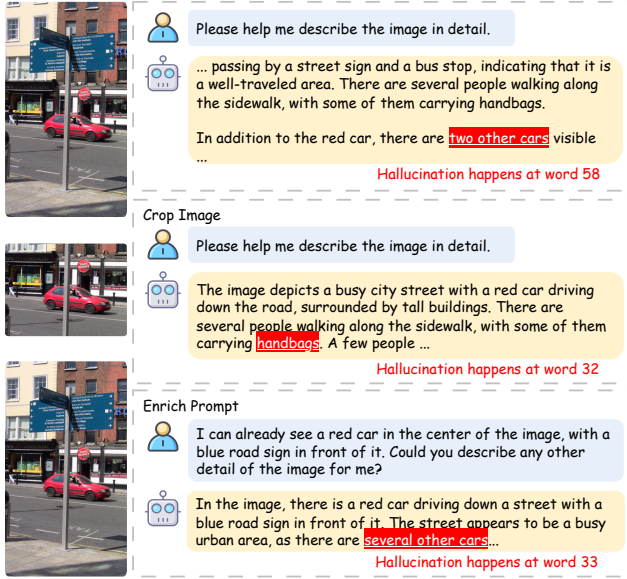 Please help me describe the image in detail.
... passing by a street sign and a bus stop, indicating that it is
a well-traveled area. There are several people walking along
the sidewalk, with some of them carrying handbags.
In addition to the red car, there are two other cars visible
...
Hallucination happens at word 58
Crop Image
Please help me describe the image in detail.
The image depicts a busy city street with a red car driving
down the road, surrounded by tall buildings. There are
several people walking along the sidewalk, with some of them
carrying handbags. A few people ...
Hallucination happens at word 32
Enrich Prompt
I can already see a red car in the center of the image, with a
blue road sign in front of it. Could you describe any other
detail of the image for me?
In the image, there is a red car driving down a street with a
blue road sign in front of it. The street appears to be a busy
urban area, as there are several other cars...
Hallucination happens at word 33